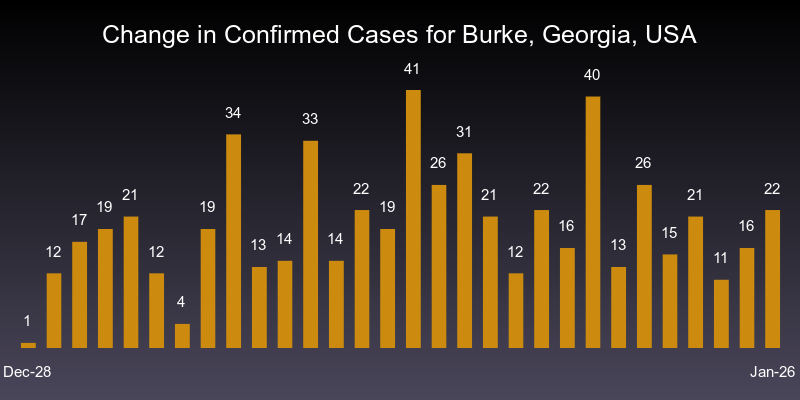 Change in Confirmed Cases for Burke, Georgia, USA
1 12 17 19 21 12 4 19 34 13 14 33 14 22 19 41 26 31 21 12 22 16 40 13 26 15 21 11 16 22
Dec-28 Jan-26